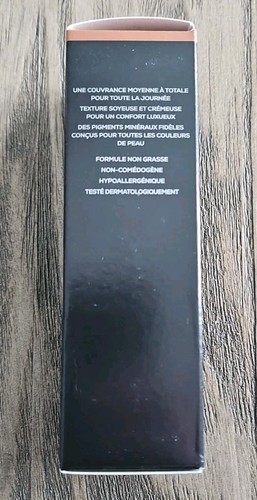 UNE COUVRANCE MOYENNE À TOTALE
POUR TOUTE LA JOURNÉE
TEXTURE SOYEUSE ET CRÉMEUSE
POUR UN CONFORT LUXUEUX
DES PIGMENTS MINÉRAUX FIDÈLES
CONÇUS POUR TOUTES LES COULEURS
DE PEAU
FORMULE NON GRASSE
NON-COMÉDOGÈNE
HYPOALLERGÉNIQUE
TESTÉ DERMATOLOGIQUEMENT